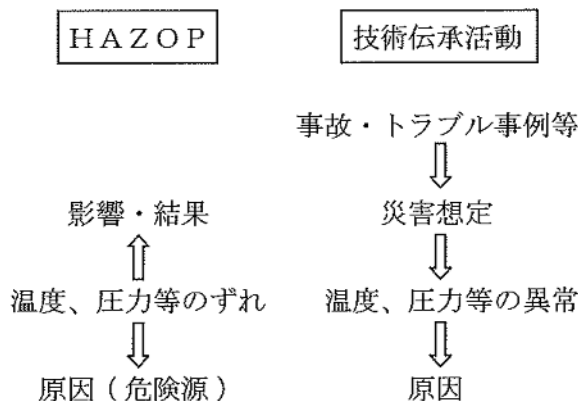 HAZOP
技術伝承活動
事故・トラブル事例等
影響・結果
災害想定
温度、圧力等のずれ
温度、圧力等の異常
原因(危険源)
原因